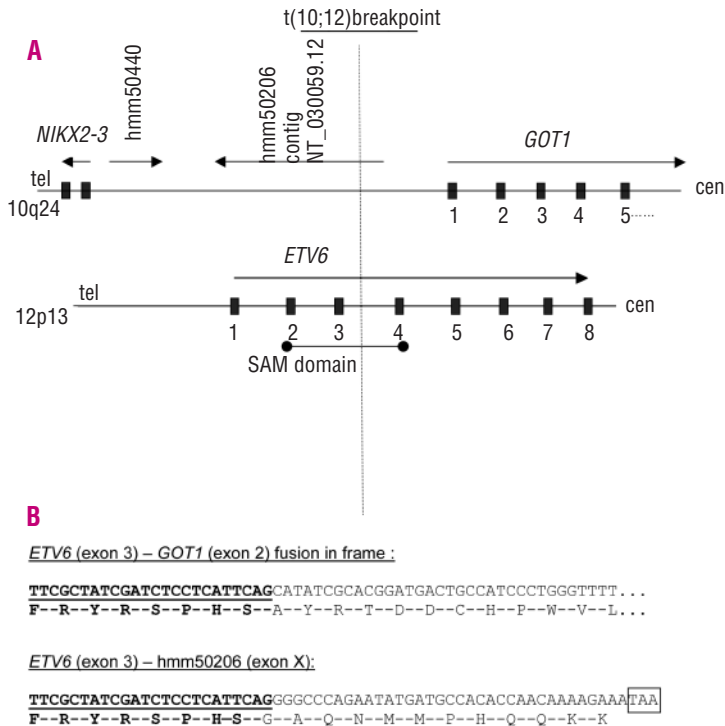 t(10;12)breakpoint
A
NIKX2-3
hmm50440
hmm50206
contig
NT_030059.12
GOT1
tel
cen
10q24
1 2 3 4 5......
ETV6
tel
cen
12p13
1 2 3 4 5 6 7 8
SAM domain
B
ETV6 (exon 3) – GOT1 (exon 2) fusion in frame :
TTCGCTATCGATCTCCTCATTCAGCATATCGCACGGATGACTGCCATCCCTGGGTTTT...
F--R--Y--R--S--P--H--S--A--Y--R--T--D--D--C--H--P--W--V--L...
ETV6 (exon 3) – hmm50206 (exon X):
TTCGCTATCGATCTCCTCATTCAGGGGCCCAGAATATGATGCCACACCAACAAAAGAAATAA
F--R--Y--R--S--P--H--S--G--A--Q--N--M--M--P--H--Q--Q--K--K